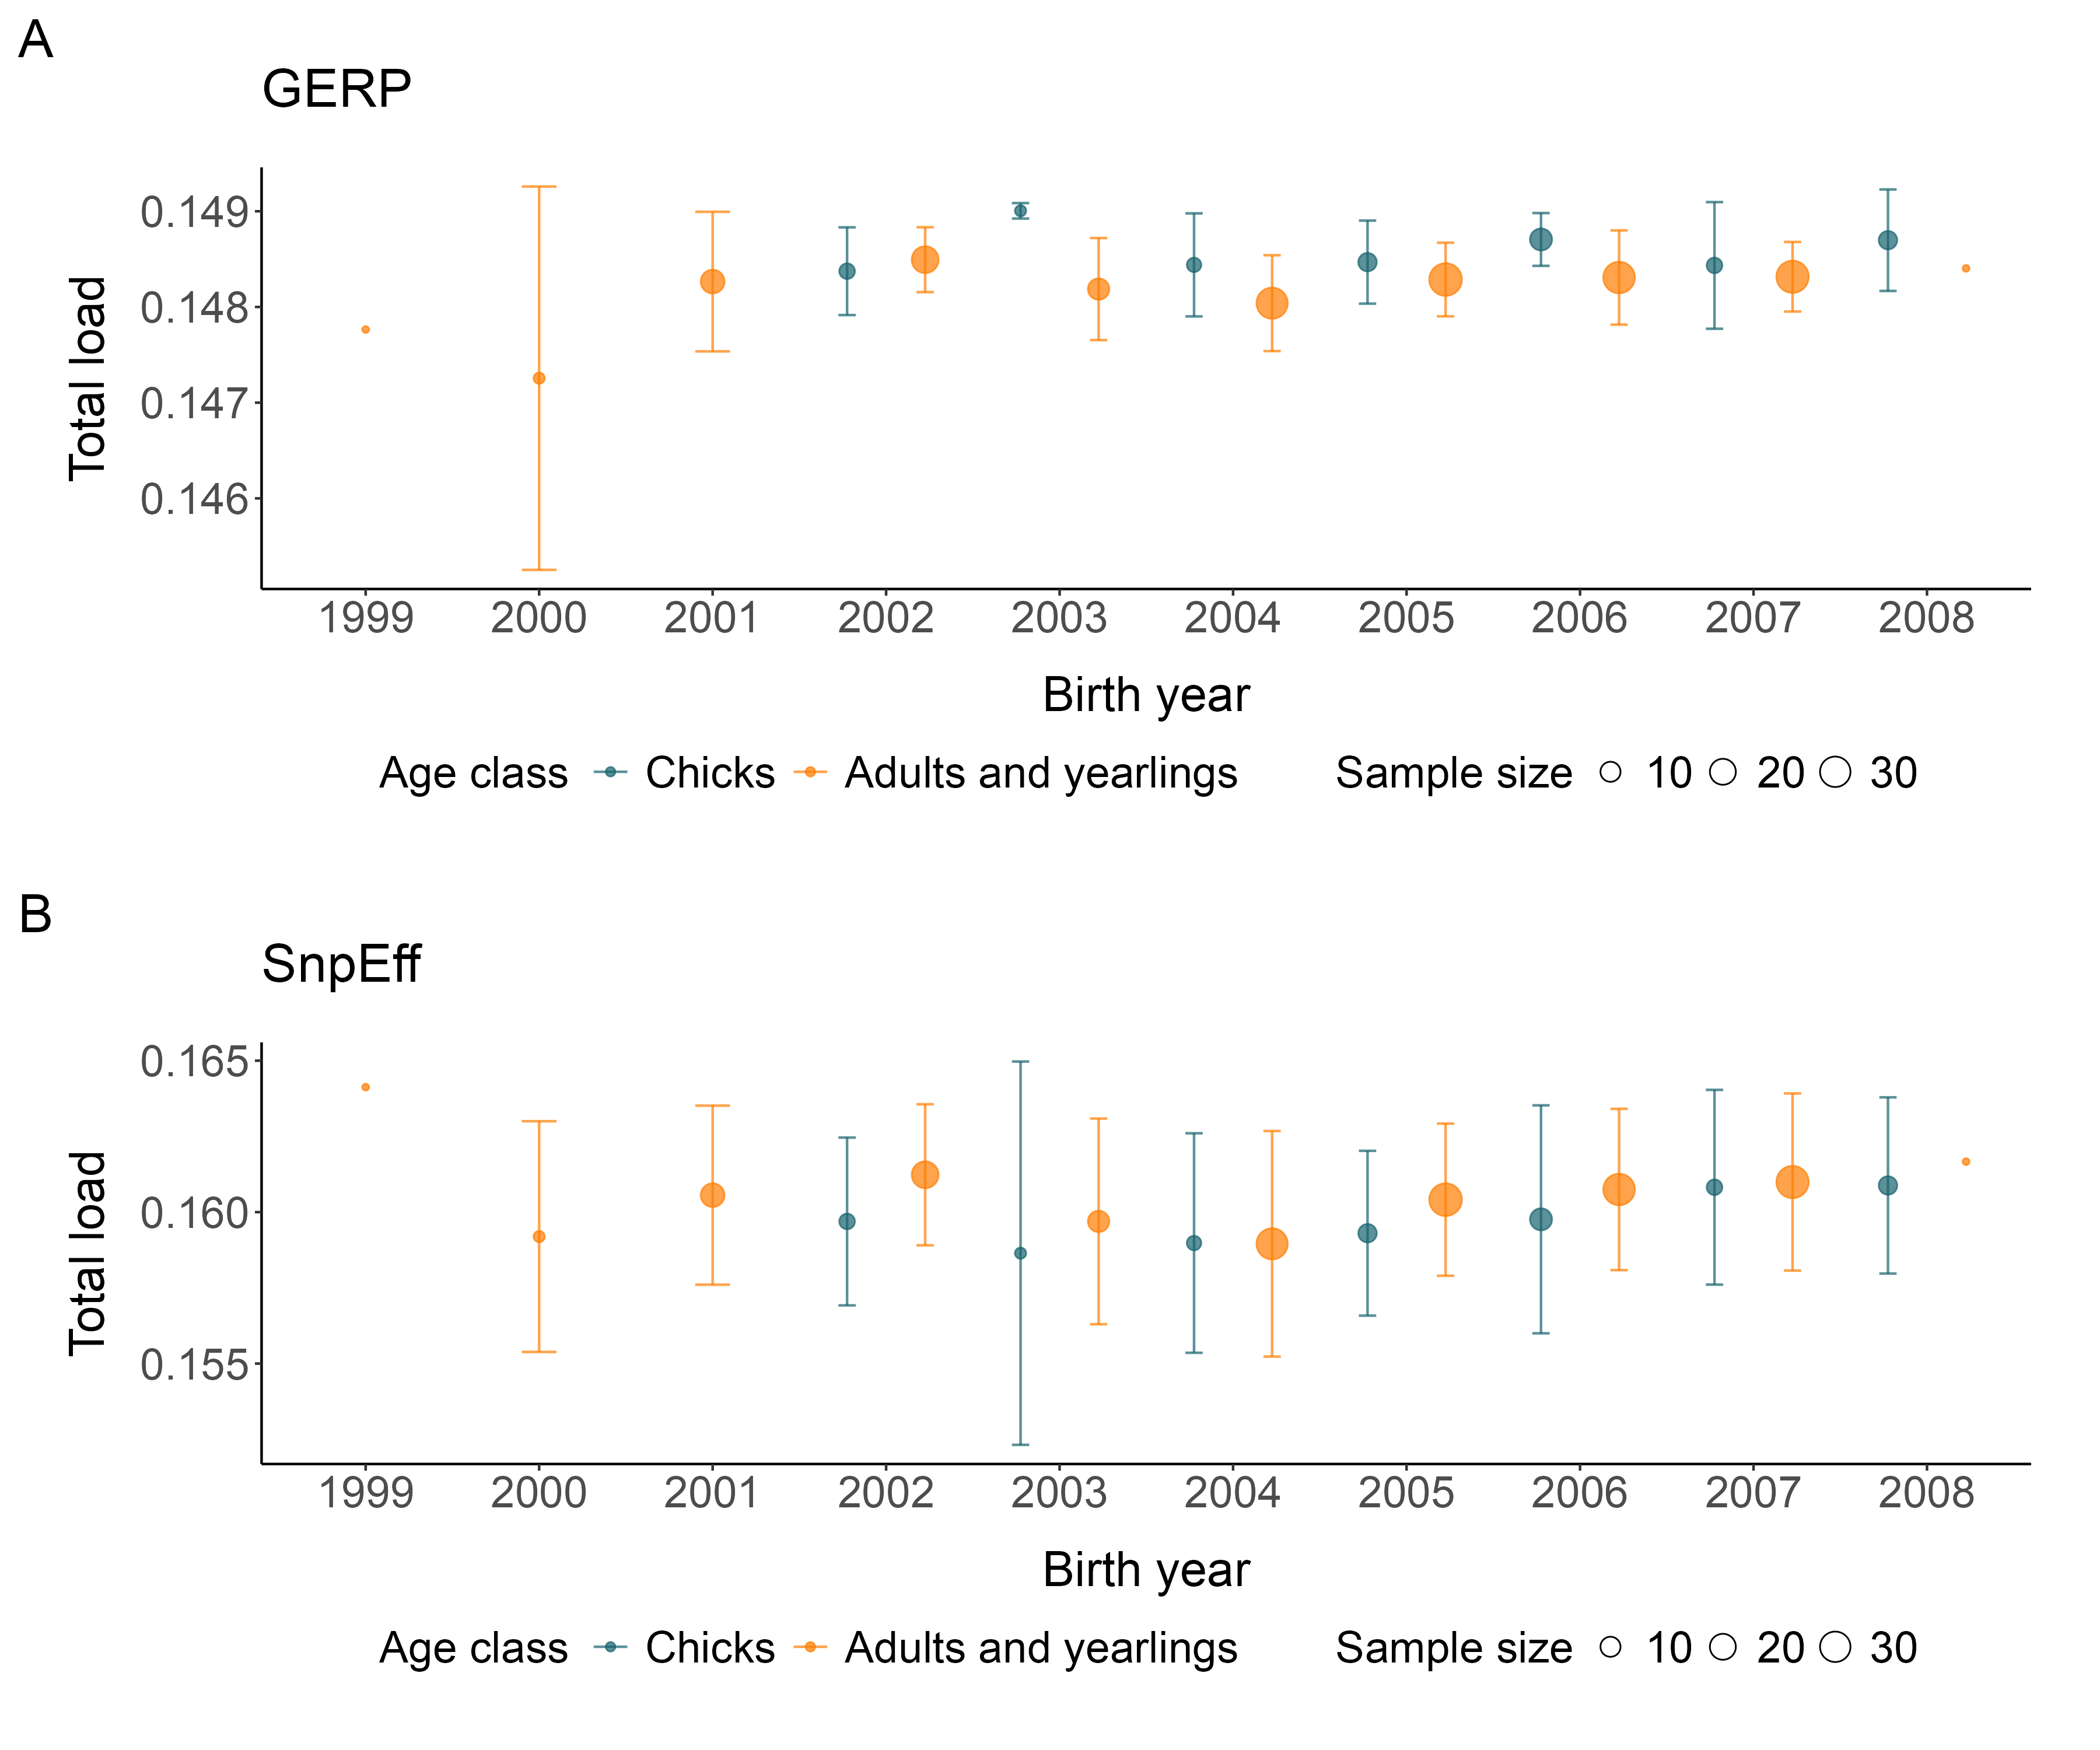 A
GERP
0.149
0.148
0.147
0.146
Total load
1999 2000 2001 2002 2003 2004 2005 2006 2007 2008
Birth year
Age class Chicks Adults and yearlings Sample size 10 20 30
B
SnpEff
0.165
0.160
0.155
Total load
1999 2000 2001 2002 2003 2004 2005 2006 2007 2008
Birth year
Age class Chicks Adults and yearlings Sample size 10 20 30